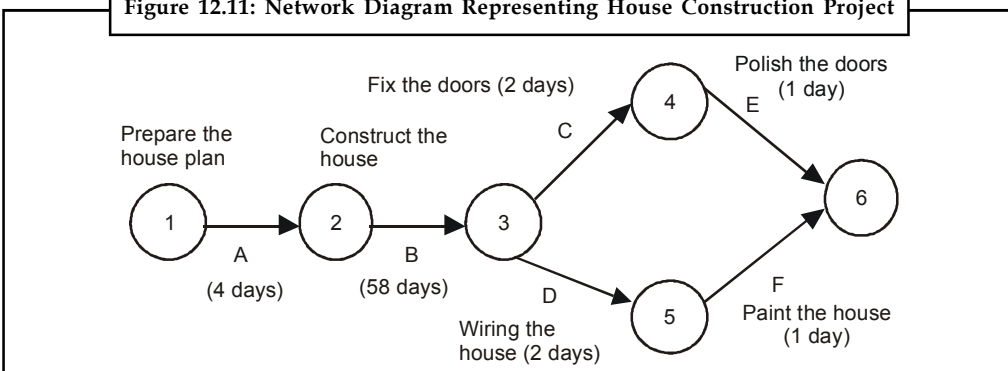 Figure 12.11: Network Diagram Representing House Construction Project
Polish the doors
(1 day)
Fix the doors (2 days)
4
E
C
Prepare the
house plan
Construct the
house
1
2
3
6
A
(4 days)
B
(58 days)
D
5
F
Wiring the
house (2 days)
Paint the house
(1 day)